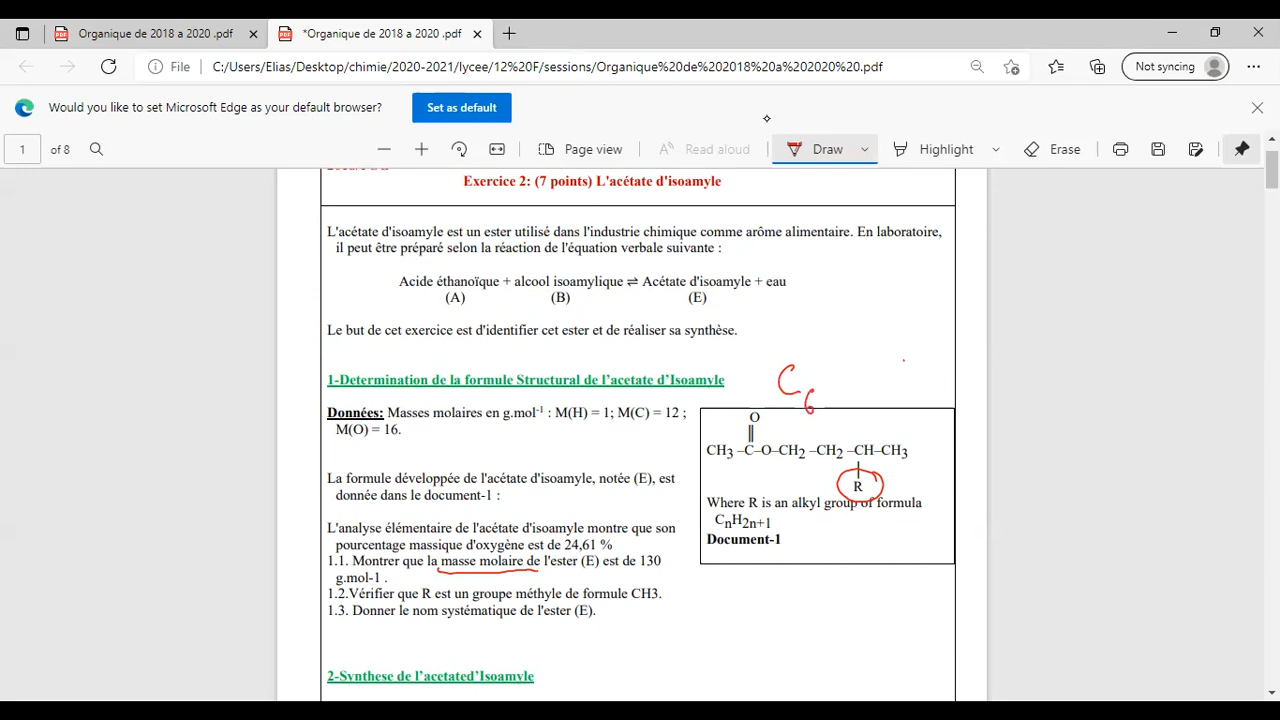 Organique de 2018 a 2020 .pdf
*Organique de 2018 a 2020 .pdf
File
C:/Users/Elias/Desktop/chimie/2020-2021/lycee/12%20F/sessions/Organique%20de%202018%20a%202020%20.pdf
Not syncing
Would you like to set Microsoft Edge as your default browser?
Set as default
1 of 8
Page view
Read aloud
Draw
Highlight
Erase
Exercice 2: (7 points) L'acétate d'isoamyle
L'acétate d'isoamyle est un ester utilisé dans l'industrie chimique comme arôme alimentaire. En laboratoire,
il peut être préparé selon la réaction de l'équation verbale suivante :
Acide éthanoïque + alcool isoamylique ⇌ Acétate d'isoamyle + eau
(A) (B) (E)
Le but de cet exercice est d'identifier cet ester et de réaliser sa synthèse.
1-Determination de la formule Structural de l'acetate d'Isoamyle
C6
Données: Masses molaires en g.mol-1 : M(H) = 1; M(C) = 12 ;
M(O) = 16.
O
||
CH3 –C–O–CH2 –CH2 –CH–CH3
|
R
La formule développée de l'acétate d'isoamyle, notée (E), est
donnée dans le document-1 :
Where R is an alkyl group of formula
CnH2n+1
Document-1
L'analyse élémentaire de l'acétate d'isoamyle montre que son
pourcentage massique d'oxygène est de 24,61 %
1.1. Montrer que la masse molaire de l'ester (E) est de 130
g.mol-1 .
1.2.Vérifier que R est un groupe méthyle de formule CH3.
1.3. Donner le nom systématique de l'ester (E).
2-Synthese de l'acetated'Isoamyle